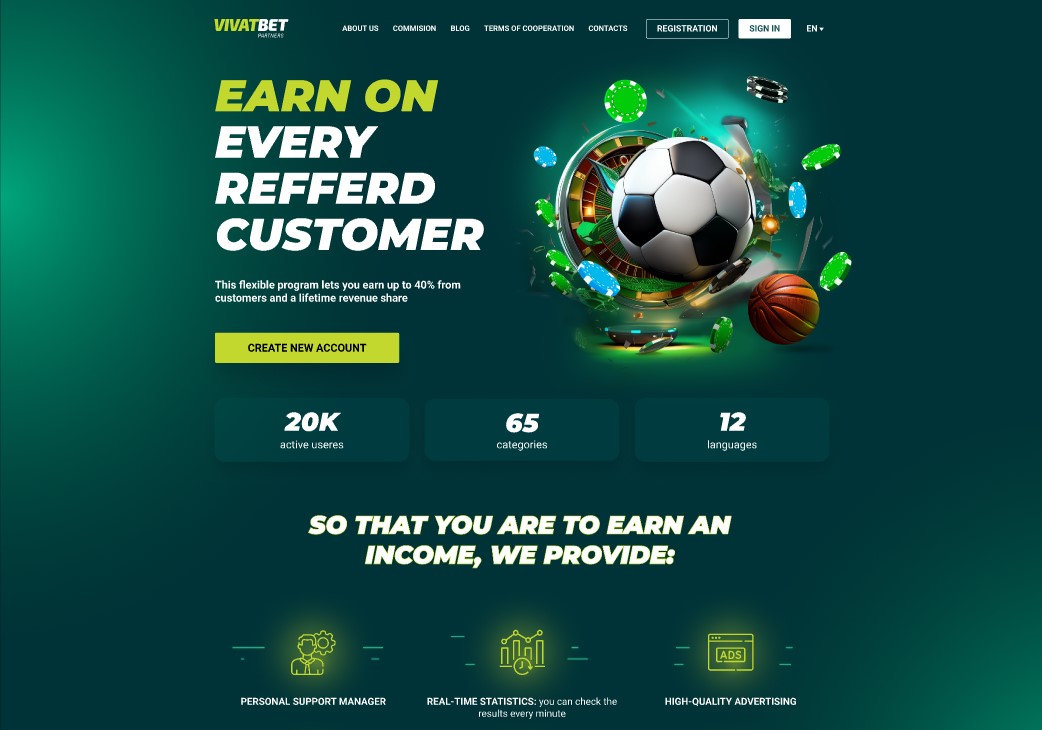 VIVATBET
PARTNERS
ABOUT US
COMMISION
BLOG
TERMS OF COOPERATION
CONTACTS
REGISTRATION
SIGN IN
EN
EARN ON
EVERY
REFFERD
CUSTOMER
This flexible program lets you earn up to 40% from
customers and a lifetime revenue share
CREATE NEW ACCOUNT
20K
active useres
65
categories
12
languages
SO THAT YOU ARE TO EARN AN
INCOME, WE PROVIDE:
ADS
PERSONAL SUPPORT MANAGER
REAL-TIME STATISTICS: you can check the
results every minute
HIGH-QUALITY ADVERTISING